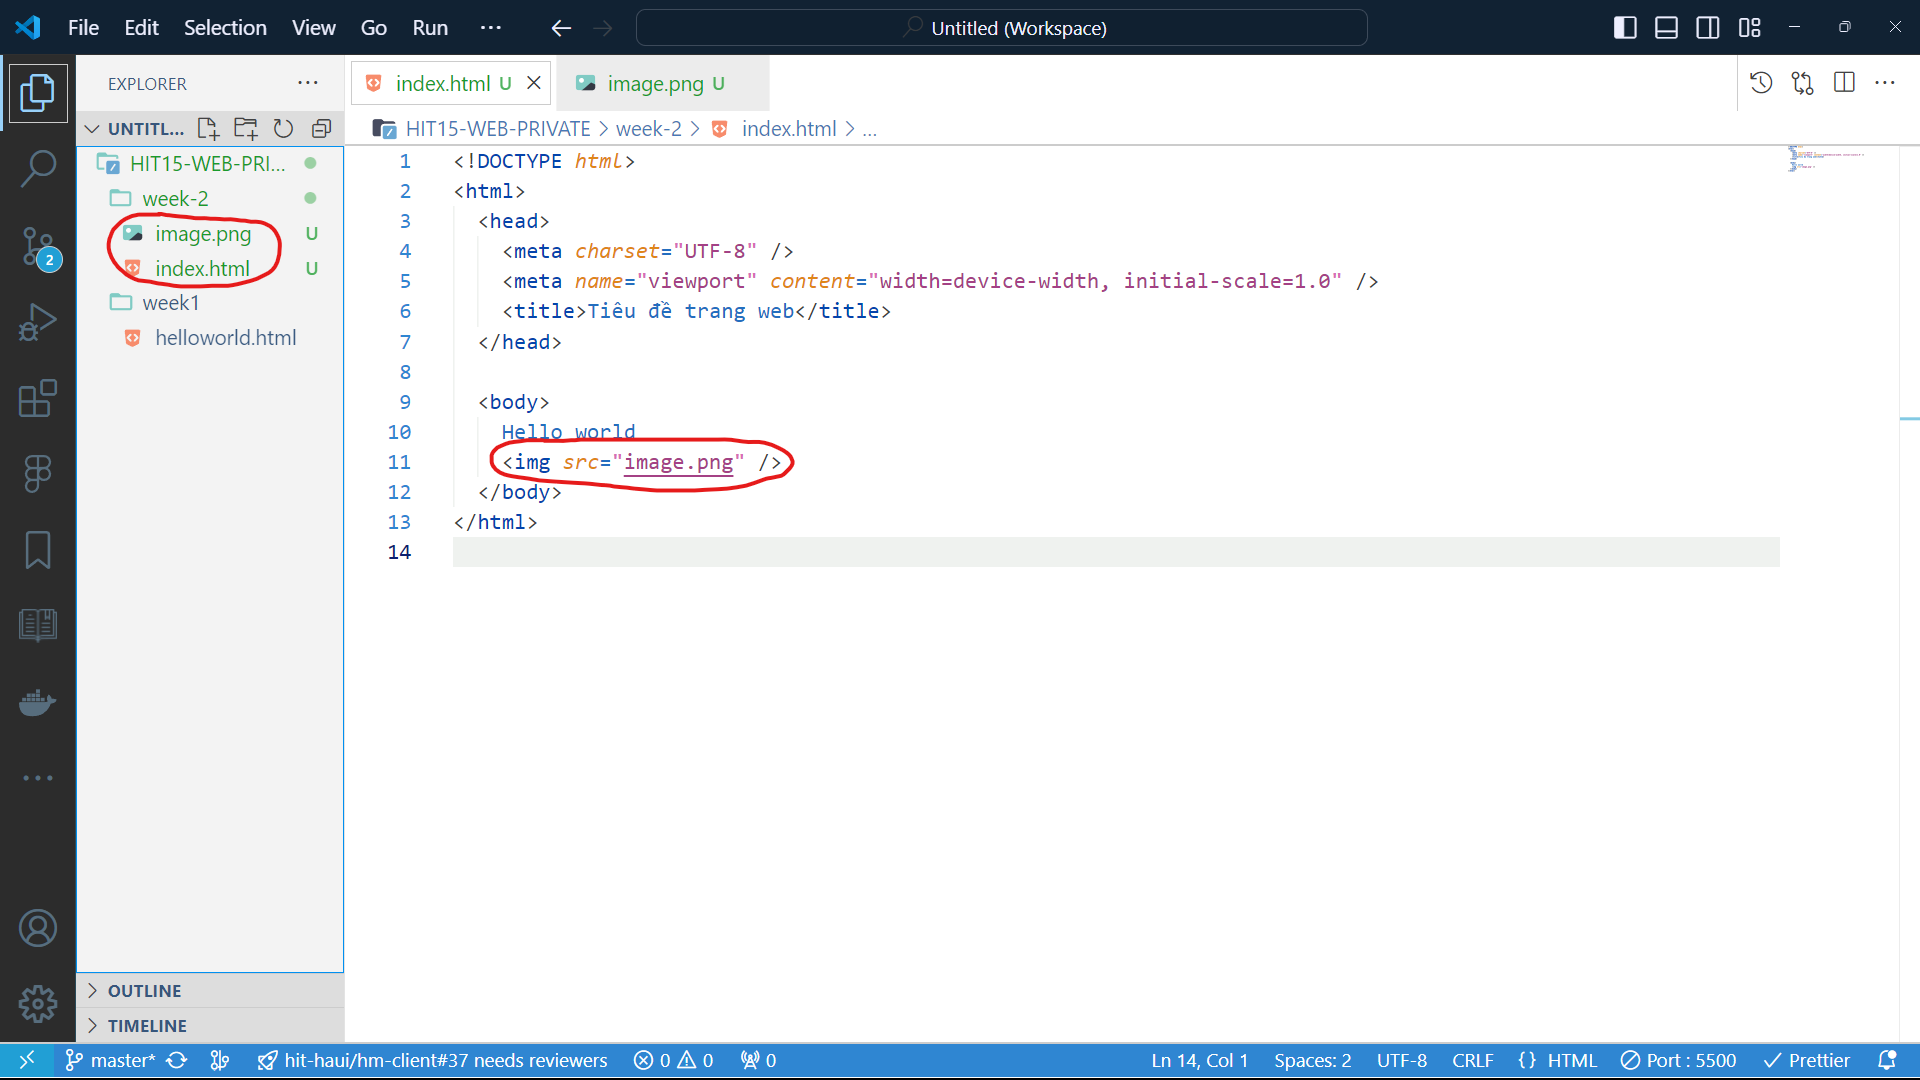 File Edit Selection View Go Run
Untitled (Workspace)
EXPLORER
index.html U
image.png U
UNTITL...
HIT15-WEB-PRIVATE > week-2 > index.html > ...
HIT15-WEB-PRI...
week-2
image.png U
index.html U
week1
helloworld.html
1 <!DOCTYPE html>
2 <html>
3 <head>
4 <meta charset="UTF-8" />
5 <meta name="viewport" content="width=device-width, initial-scale=1.0" />
6 <title>Tiêu đề trang web</title>
7 </head>
8
9 <body>
10 Hello world
11 <img src="image.png" />
12 </body>
13 </html>
14
2
OUTLINE
TIMELINE
master* hit-haui/hm-client#37 needs reviewers 0 0 0 Ln 14, Col 1 Spaces: 2 UTF-8 CRLF {} HTML Port : 5500 Prettier